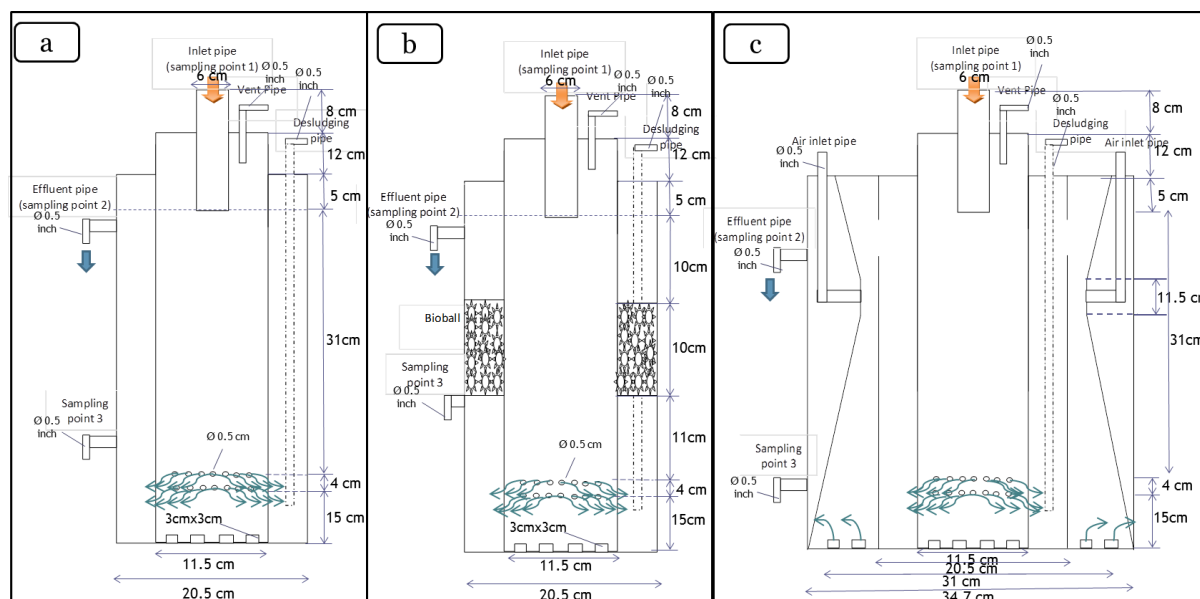 a
Inlet pipe
(sampling point 1)
6 cm
Ø 0.5
inch
Ø 0.5
inch
Vent Pipe
Desludging
pipe
8 cm
12 cm
5 cm
Effluent pipe
(sampling point 2)
Ø 0.5
inch
31cm
Sampling
point 3
Ø 0.5
inch
Ø 0.5cm
4 cm
15 cm
3cmx3cm
11.5 cm
20.5 cm
b
Inlet pipe
(sampling point 1)
6 cm
Ø 0.5
inch
Ø 0.5
inch
Vent Pipe
Desludging
pipe
8 cm
12 cm
5 cm
Effluent pipe
(sampling point 2)
Ø 0.5
inch
10cm
Bioball
10cm
Sampling
point 3
Ø 0.5
inch
11cm
Ø 0.5cm
4 cm
15cm
3cmx3cm
11.5 cm
20.5 cm
c
Inlet pipe
(sampling point 1)
6 cm
Ø 0.5
inch
Vent Pipe
Ø 0.5
inch
Desludging
pipe
8 cm
12 cm
Air inlet pipe
Ø 0.5
inch
Air inlet pipe
5 cm
Effluent pipe
(sampling point 2)
Ø 0.5
inch
11.5 cm
31cm
Sampling
point 3
Ø 0.5
inch
4 cm
15cm
11.5 cm
20.5 cm
31 cm
34.7 cm